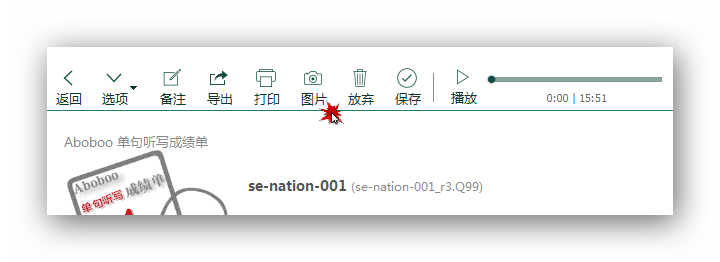 返回 选项 备注 导出 打印 图片 放弃 保存 播放 0:00 | 15:51
Aboboo 单句听写成绩单
Aboboo
单句听写 成绩单
se-nation-001 (se-nation-001_r3.Q99)